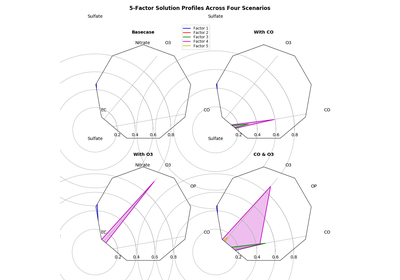 5-Factor Solution Profiles Across Four Scenarios
Sulfate
Sulfate
Factor 1
Factor 2
Factor 3
Factor 4
Factor 5
Basecase
With CO
Nitrate
O3
O3
EC
CO
CO
0.2
0.4
0.6
0.8
0.2
0.4
0.6
0.8
Sulfate
Sulfate
With O3
CO & O3
Nitrate
O3
O3
OP
OP
EC
CO
CO
0.2
0.4
0.6
0.8
0.2
0.4
0.6
0.8